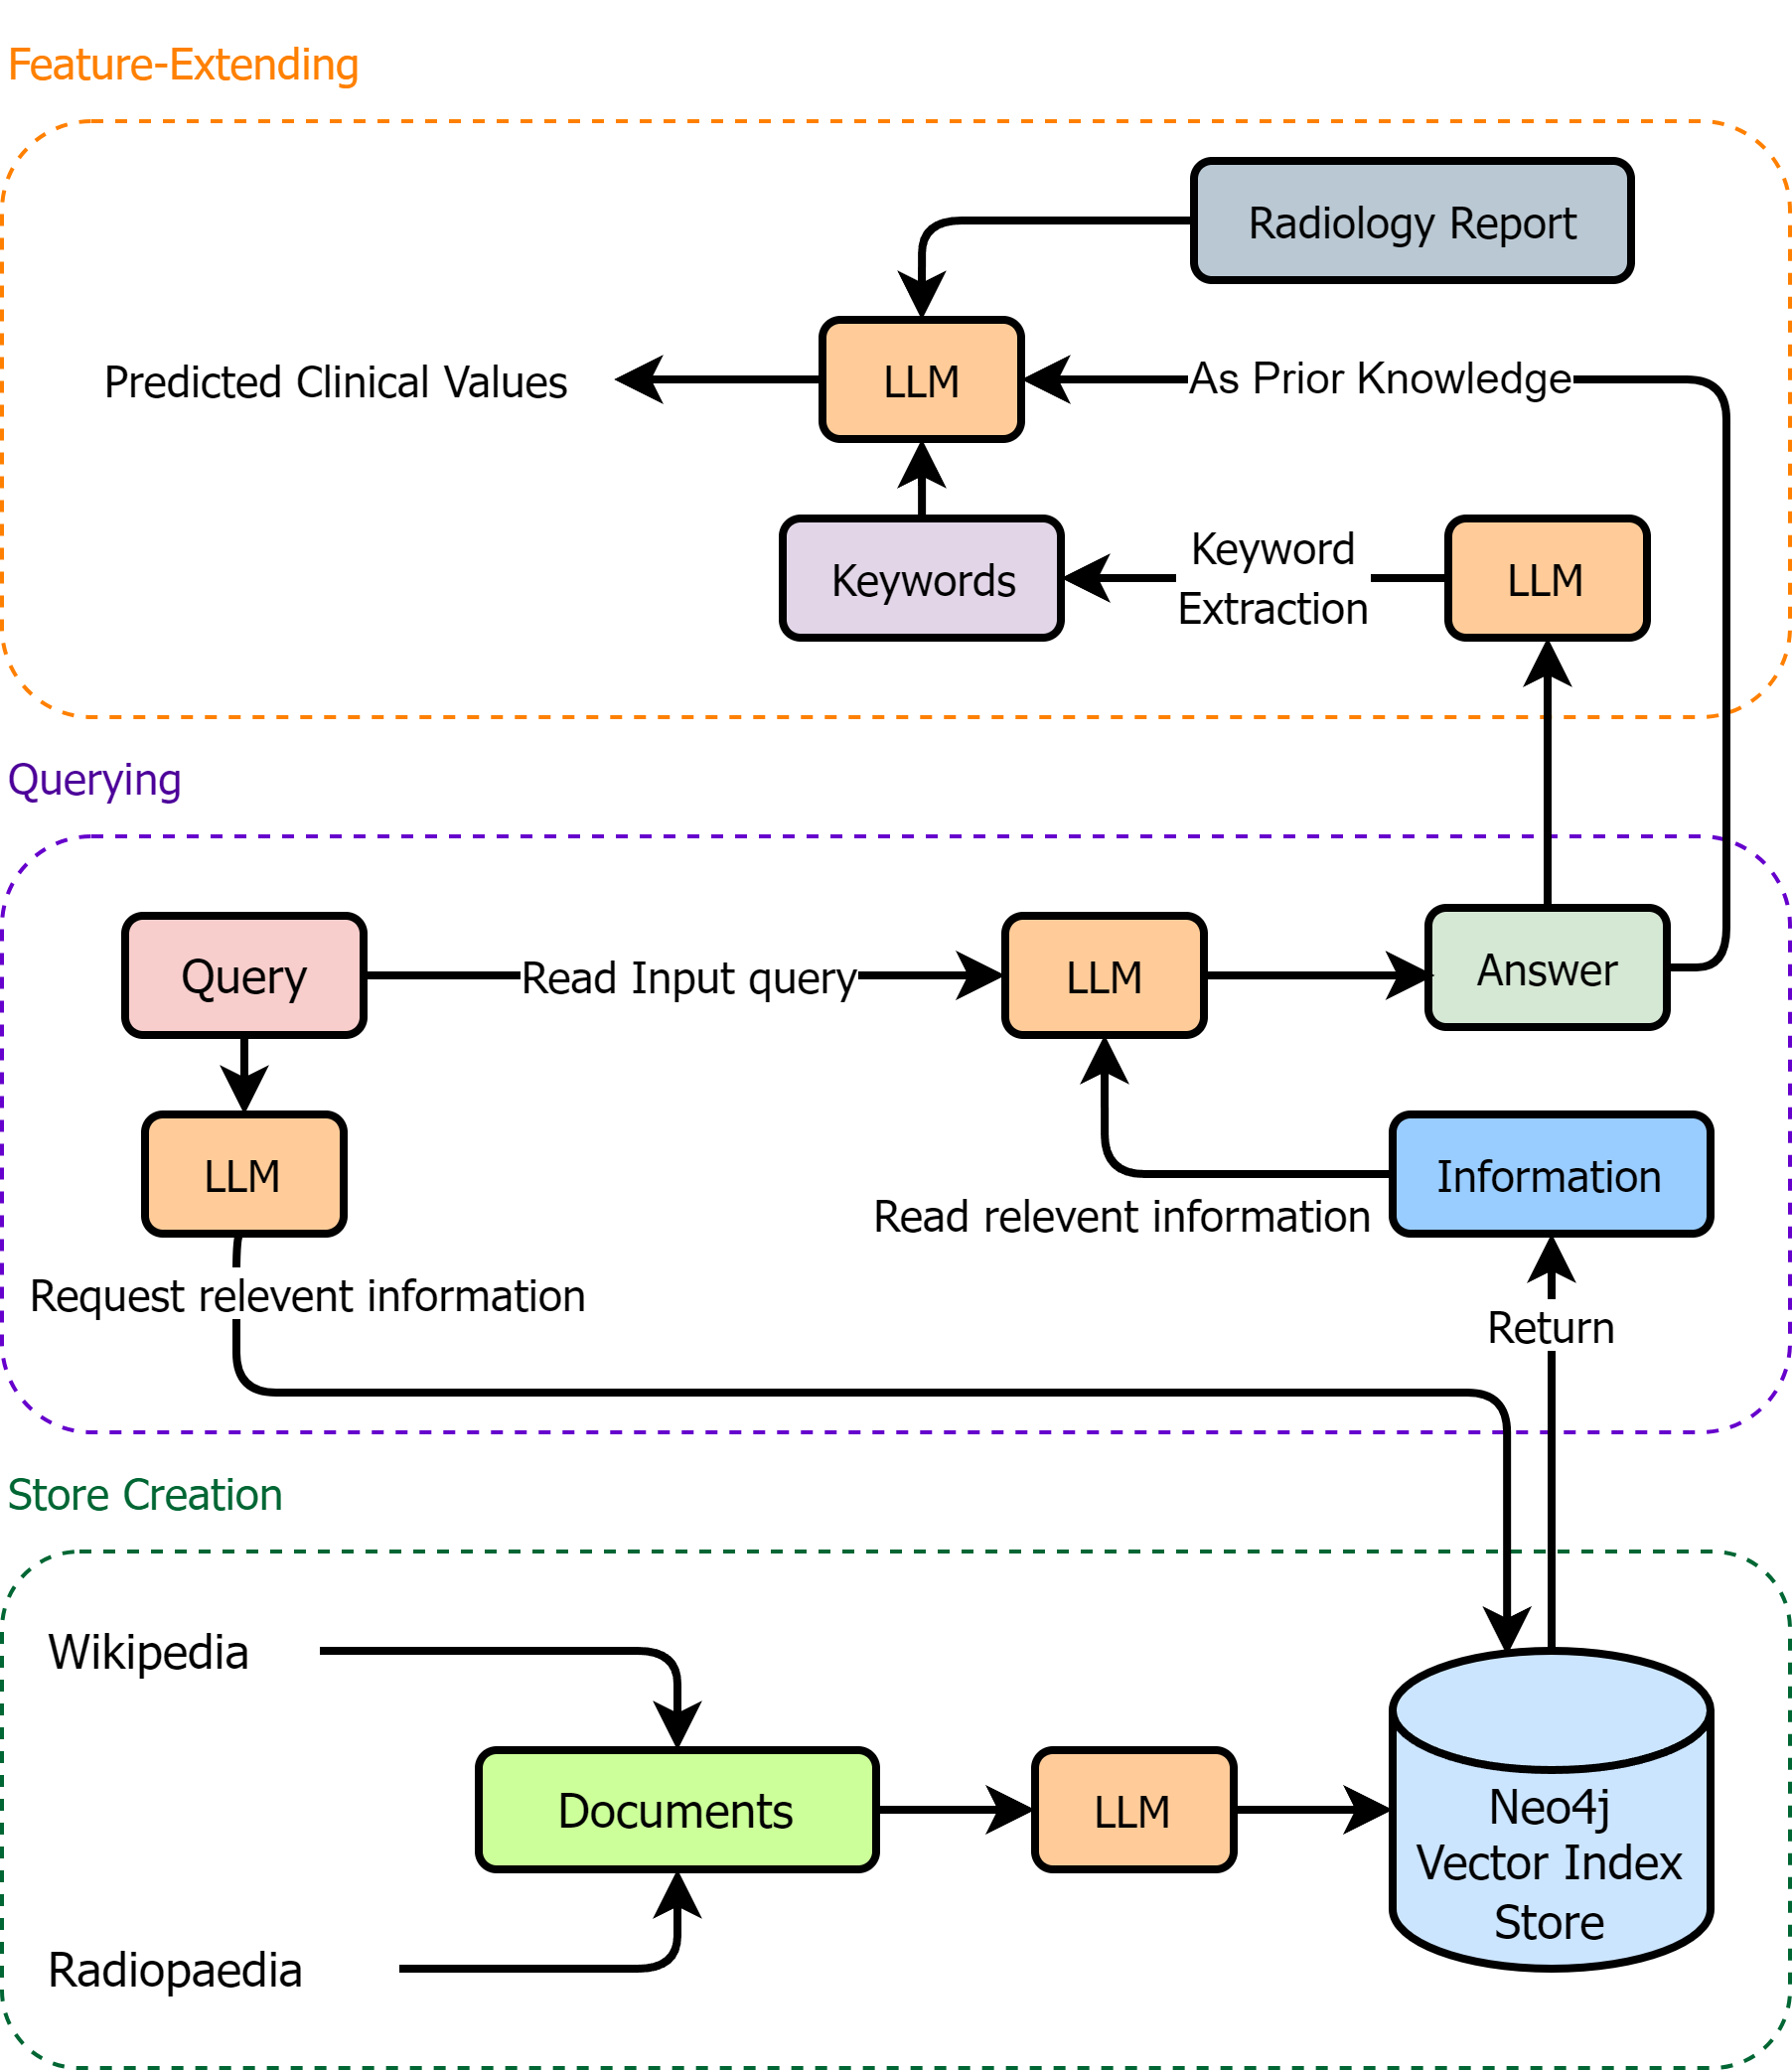 Feature-Extending
Radiology Report
Predicted Clinical Values
LLM
As Prior Knowledge
Keywords
Keyword
Extraction
LLM
Querying
Query
Read Input query
LLM
Answer
LLM
Information
Read relevent information
Request relevent information
Return
Store Creation
Wikipedia
Documents
LLM
Neo4j
Vector Index
Store
Radiopaedia